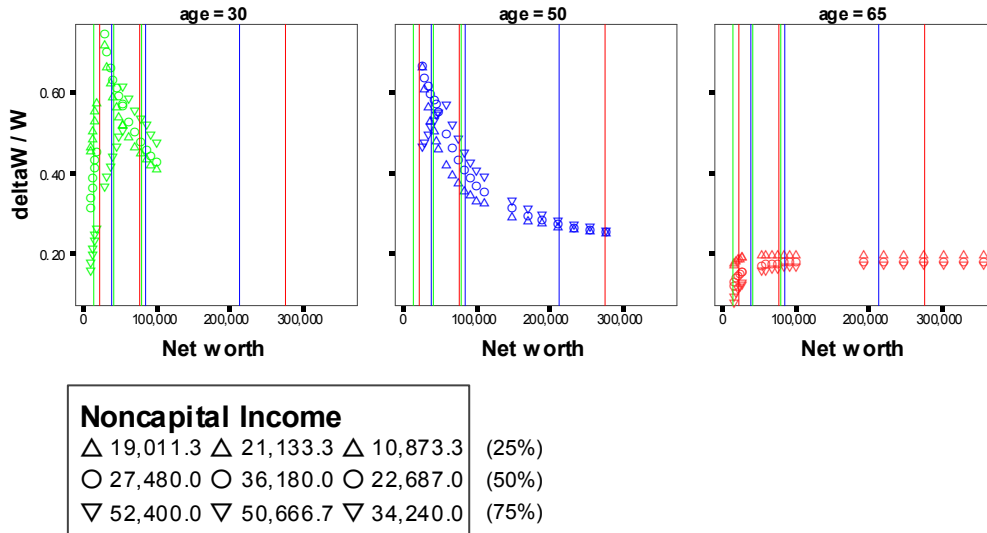 age = 30 age = 50 age = 65
deltaW / W
0.60
0.40
0.20
0 100,000 200,000 300,000 0 100,000 200,000 300,000 0 100,000 200,000 300,000
Net worth Net worth Net worth
Noncapital Income
19,011.3 21,133.3 10,873.3 (25%)
27,480.0 36,180.0 22,687.0 (50%)
52,400.0 50,666.7 34,240.0 (75%)